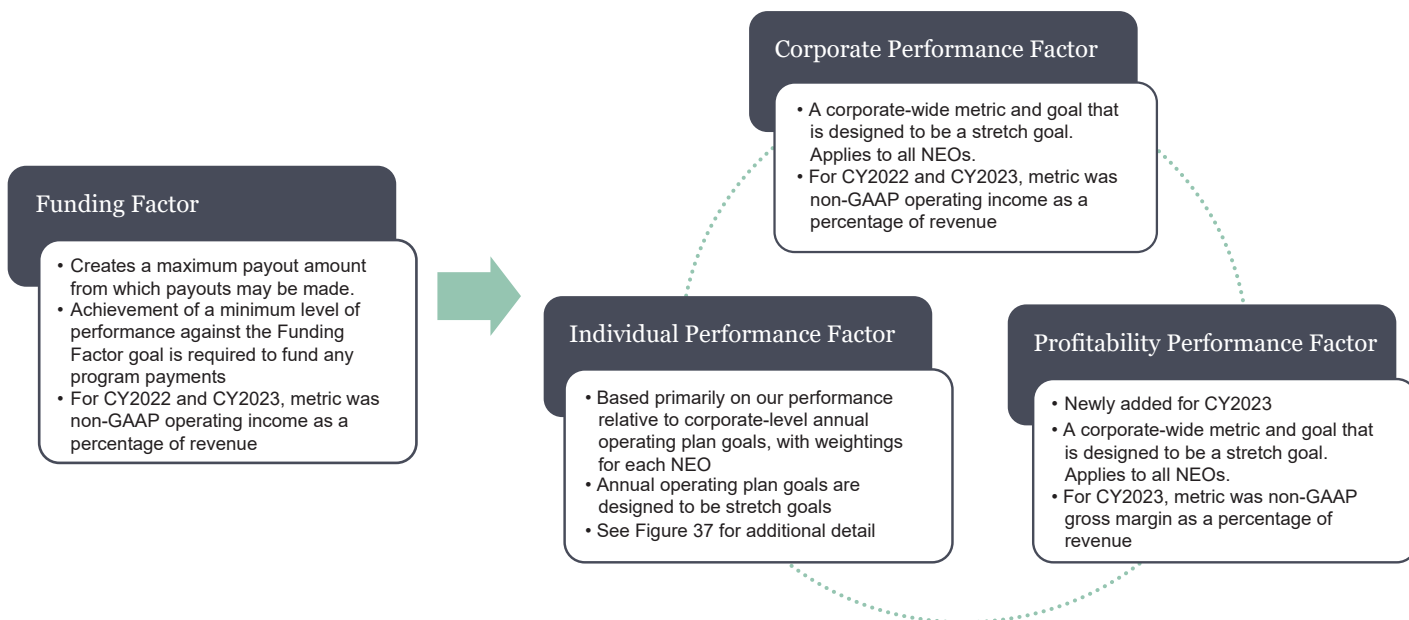 Funding Factor
• Creates a maximum payout amount
from which payouts may be made.
• Achievement of a minimum level of
performance against the Funding
Factor goal is required to fund any
program payments
• For CY2022 and CY2023, metric was
non-GAAP operating income as a
percentage of revenue
Corporate Performance Factor
• A corporate-wide metric and goal that
is designed to be a stretch goal.
Applies to all NEOs.
• For CY2022 and CY2023, metric was
non-GAAP operating income as a
percentage of revenue
Individual Performance Factor
• Based primarily on our performance
relative to corporate-level annual
operating plan goals, with weightings
for each NEO
• Annual operating plan goals are
designed to be stretch goals
• See Figure 37 for additional detail
Profitability Performance Factor
• Newly added for CY2023
• A corporate-wide metric and goal that
is designed to be a stretch goal.
Applies to all NEOs.
• For CY2023, metric was non-GAAP
gross margin as a percentage of
revenue